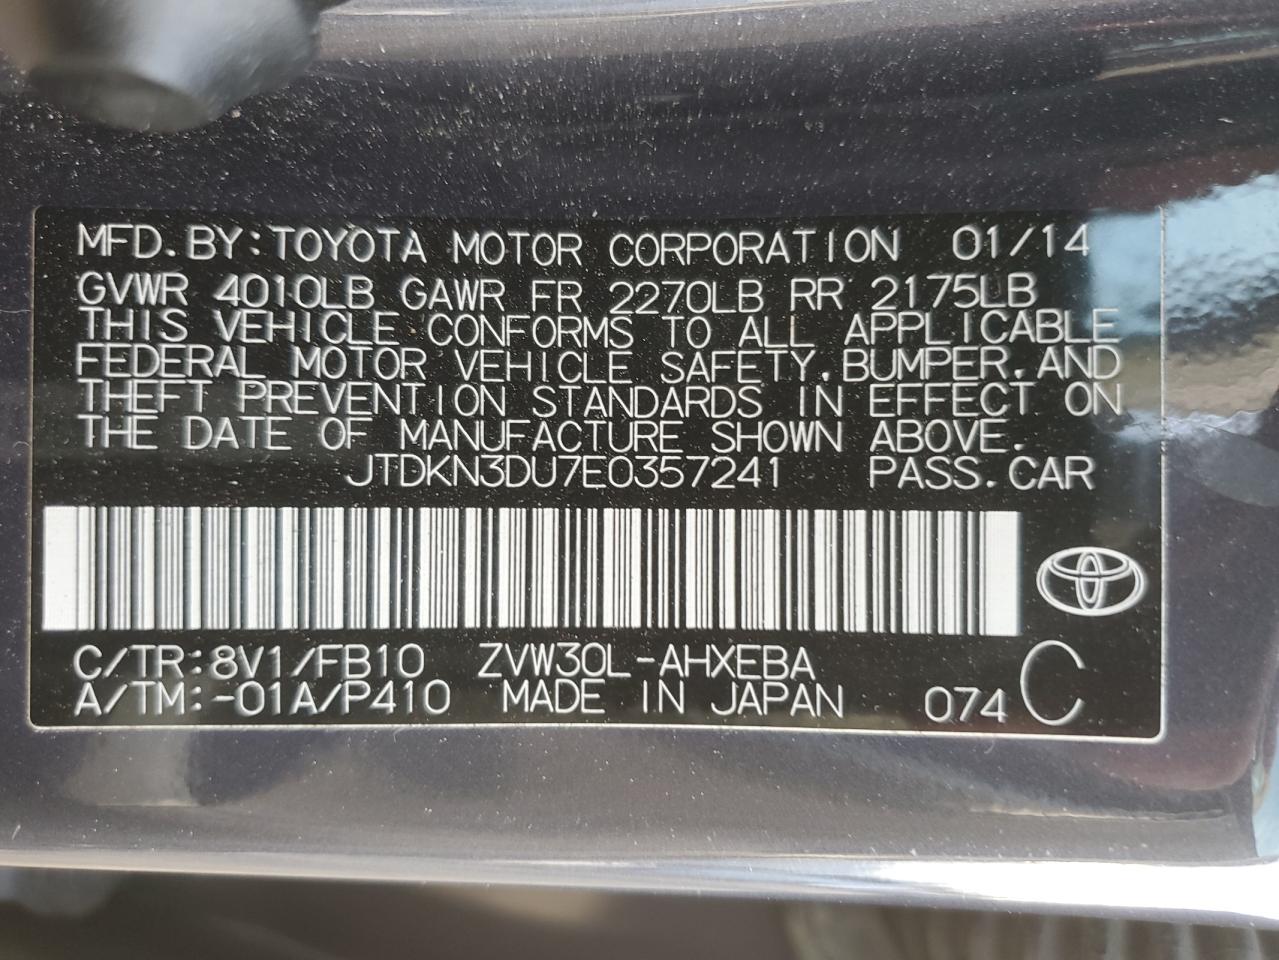 MFD.BY:TOYOTA MOTOR CORPORATION 01/14
GVWR 4010LB GAWR FR 2270LB RR 2175LB
THIS VEHICLE CONFORMS TO ALL APPLICABLE
FEDERAL MOTOR VEHICLE SAFETY,BUMPER,AND
THEFT PREVENTION STANDARDS IN EFFECT ON
THE DATE OF MANUFACTURE SHOWN ABOVE.
JTDKN3DU7E0357241 PASS.CAR
C/TR:8V1/FB10 ZVW30L-AHXEBA C
A/TM:-01A/P410 MADE IN JAPAN 074